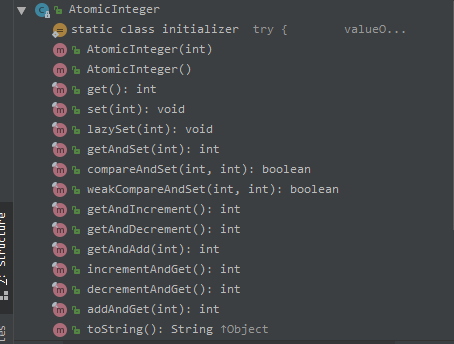 AtomicInteger
static class initializer try { valueO...
AtomicInteger(int)
AtomicInteger()
get(): int
set(int): void
lazySet(int): void
getAndSet(int): int
compareAndSet(int, int): boolean
weakCompareAndSet(int, int): boolean
getAndIncrement(): int
getAndDecrement(): int
getAndAdd(int): int
incrementAndGet(): int
decrementAndGet(): int
addAndGet(int): int
toString(): String ↑Object
Z: Structure